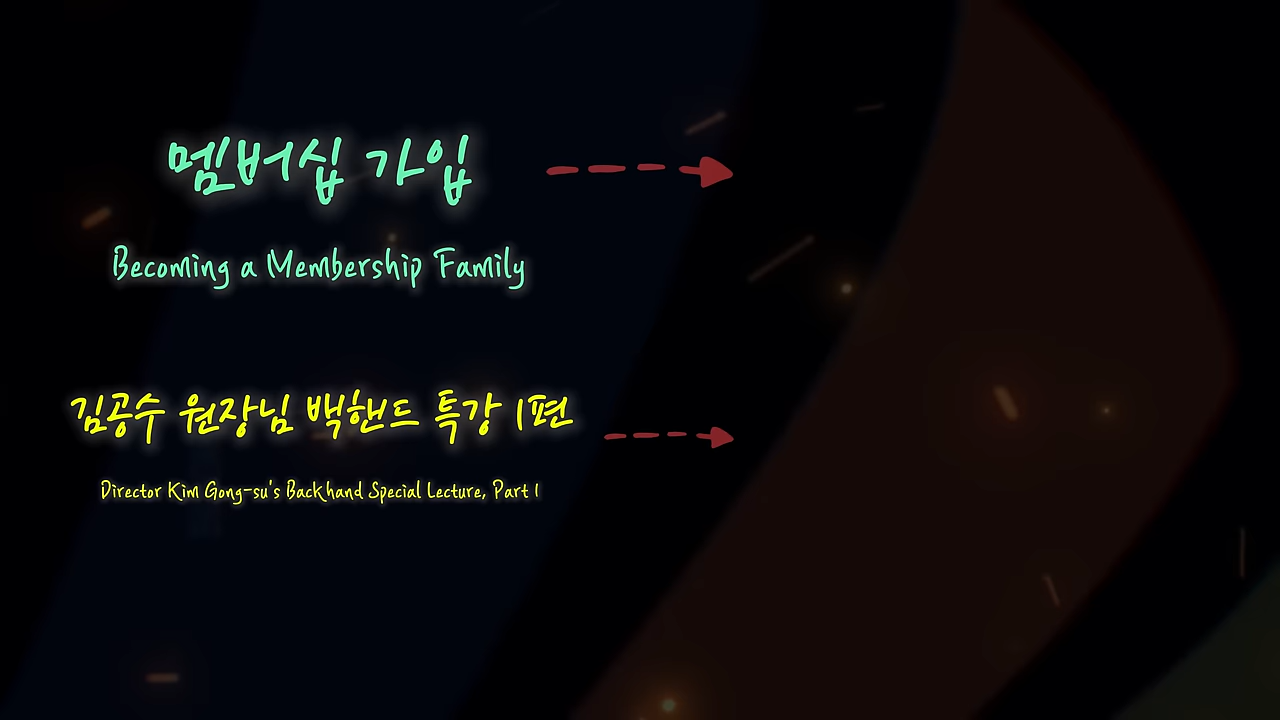 멤버십 가입
Becoming a Membership Family
김공수 원장님 백핸드 특강 1편
Director Kim Gong-su's Backhand Special Lecture, Part 1